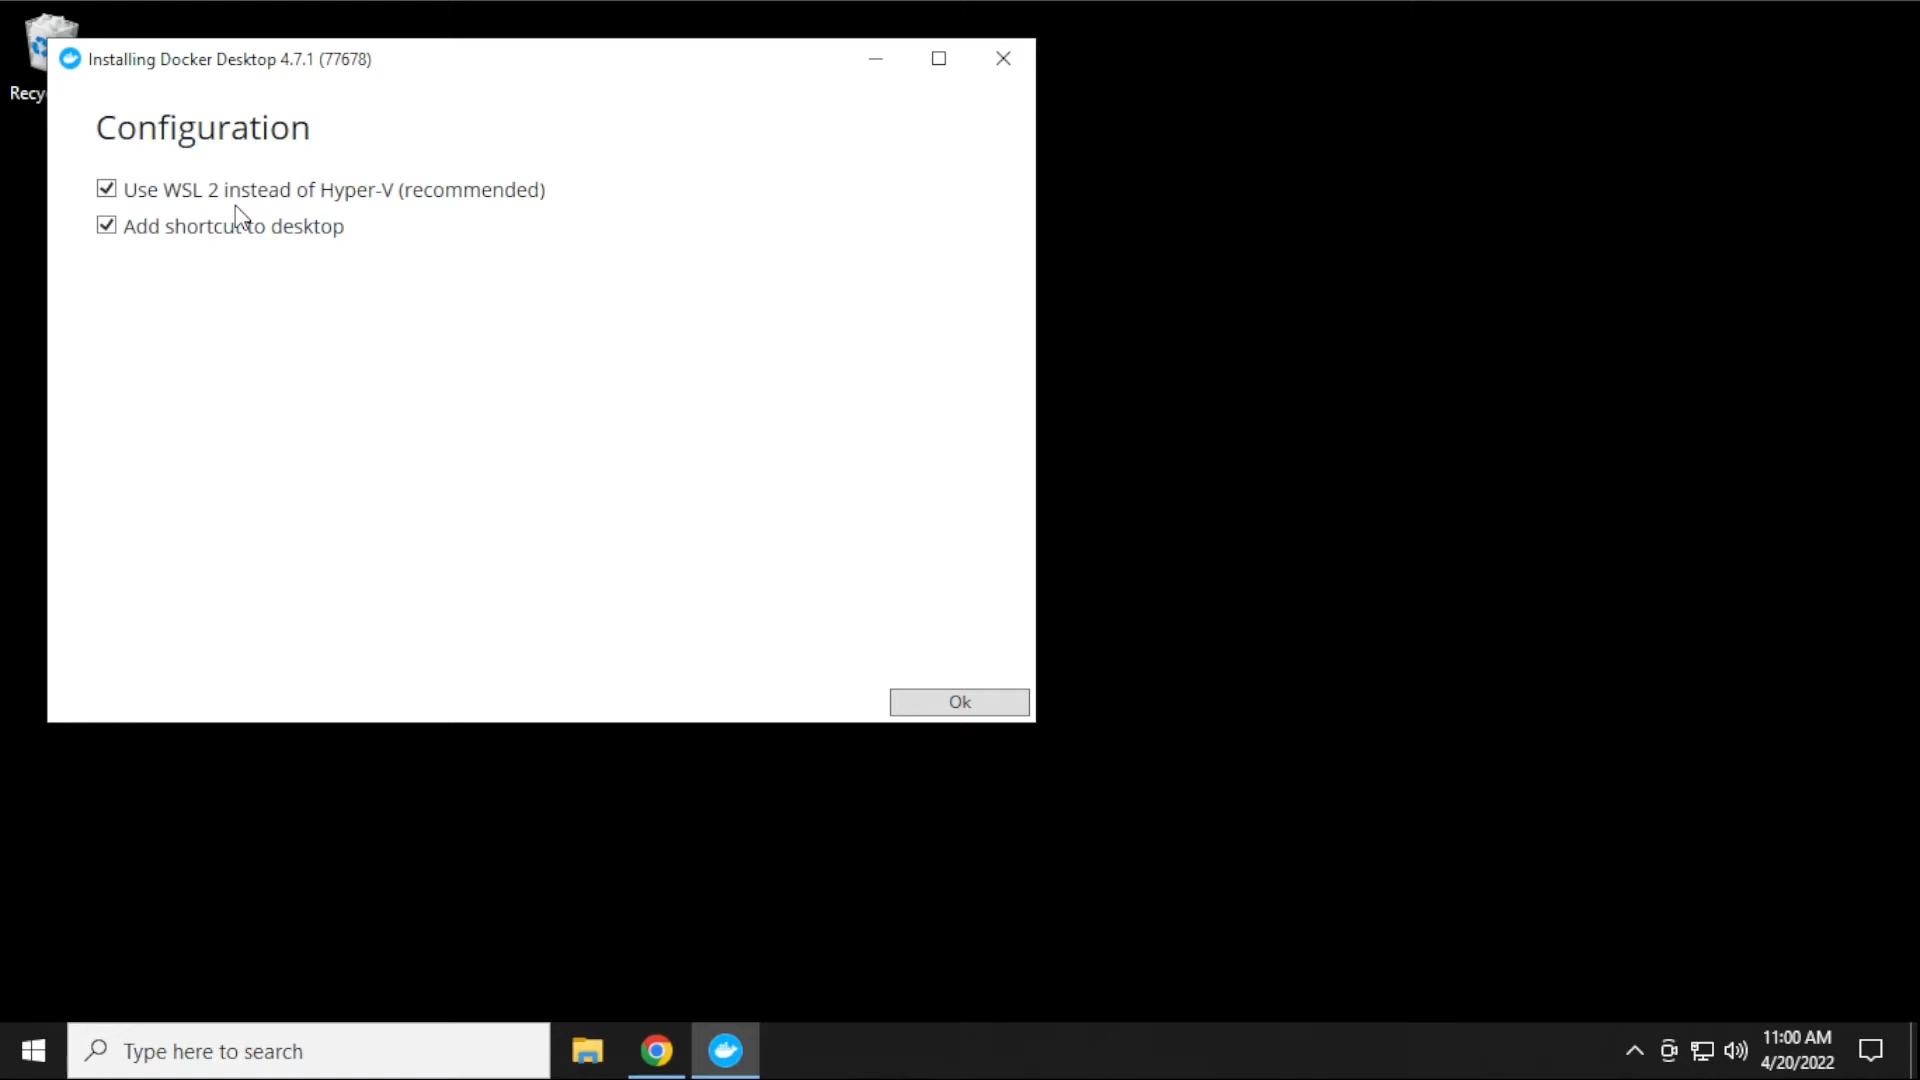 Recy
Installing Docker Desktop 4.7.1 (77678)
Configuration
Use WSL 2 instead of Hyper-V (recommended)
Add shortcut to desktop
Ok
Type here to search
11:00 AM
4/20/2022